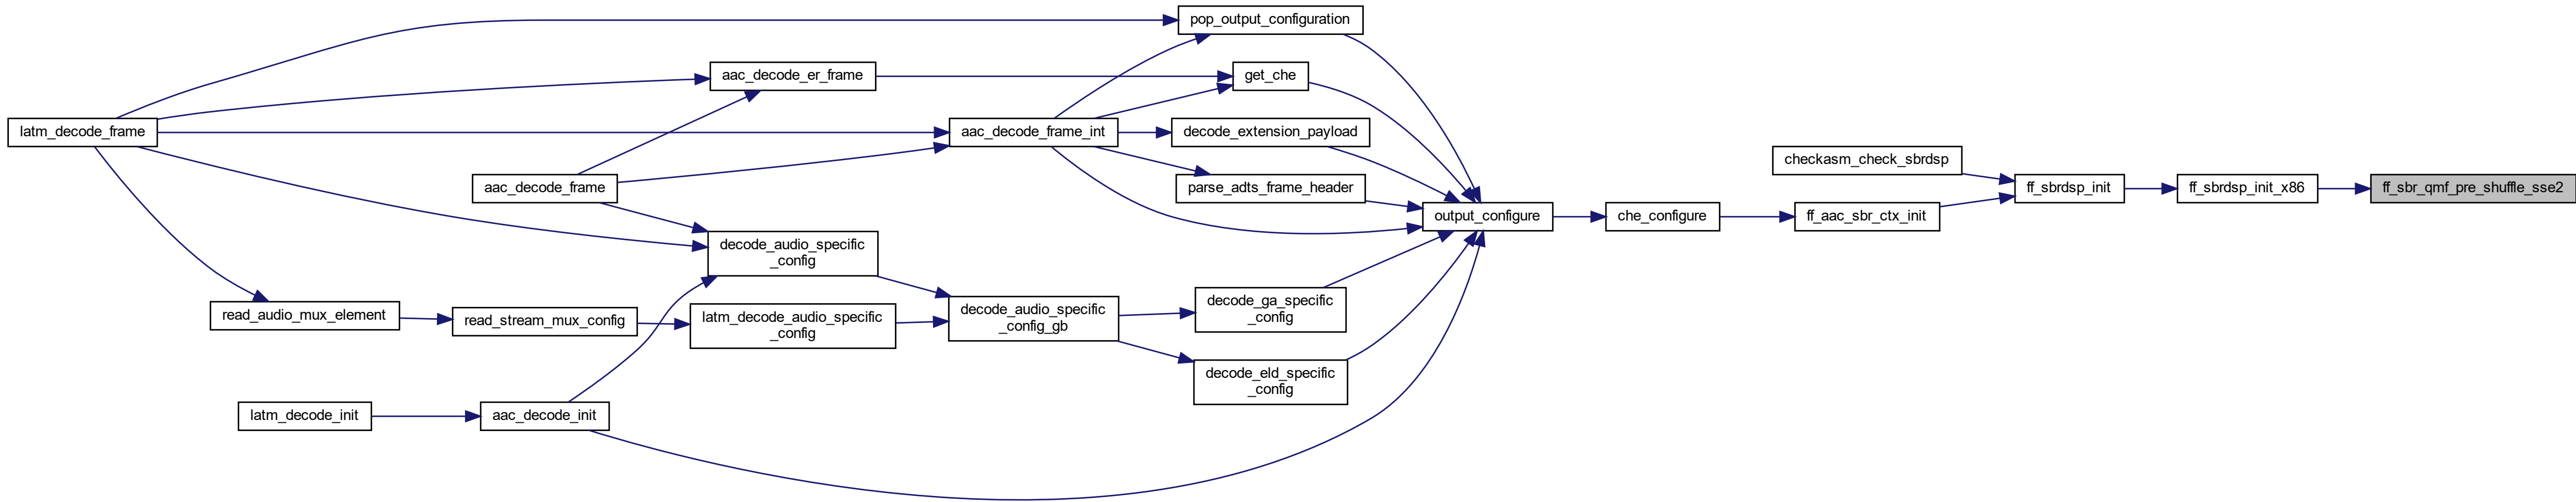 pop_output_configuration
aac_decode_er_frame
get_che
latm_decode_frame
aac_decode_frame_int
decode_extension_payload
checkasm_check_sbrdsp
aac_decode_frame
parse_adts_frame_header
ff_sbrdsp_init
ff_sbrdsp_init_x86
ff_sbr_qmf_pre_shuffle_sse2
output_configure
che_configure
ff_aac_sbr_ctx_init
decode_audio_specific
_config
read_audio_mux_element
read_stream_mux_config
latm_decode_audio_specific
_config
decode_audio_specific
_config_gb
decode_ga_specific
_config
decode_eld_specific
_config
latm_decode_init
aac_decode_init